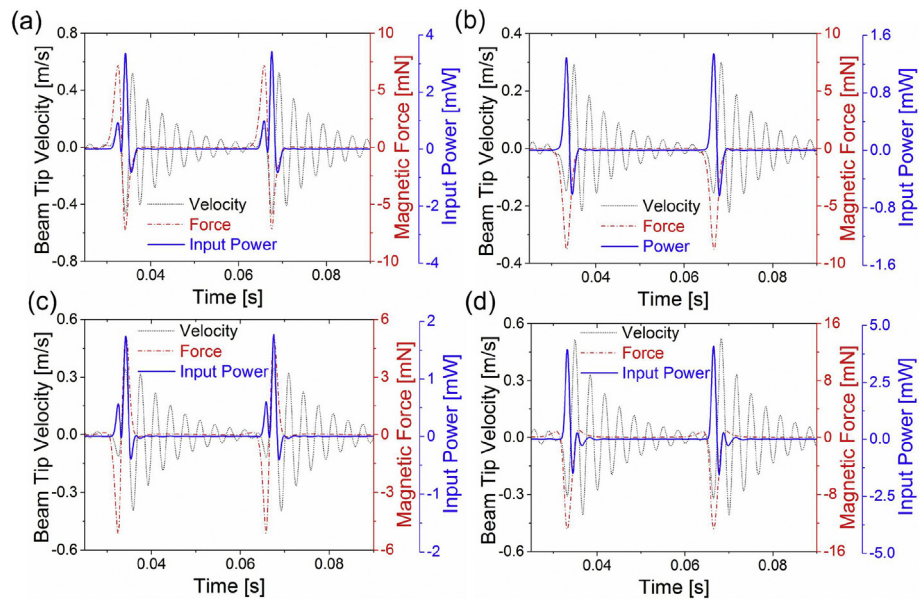 (a)
0.8
0.4
0.0
-0.4
-0.8
Beam Tip Velocity [m/s]
0.04 0.06 0.08
Time [s]
Velocity
Force
Input Power
10
5
0
-5
-10
Magnetic Force [mN]
4
2
0
-2
-4
Input Power [mW]
(b)
0.4
0.2
0.0
-0.2
-0.4
Beam Tip Velocity [m/s]
0.04 0.06 0.08
Time [s]
Velocity
Force
Power
10
5
0
-5
-10
Magnetic Force [mN]
1.6
0.8
0.0
-0.8
-1.6
Input Power [mW]
(c)
0.6
0.3
0.0
-0.3
-0.6
Beam Tip Velocity [m/s]
0.04 0.06 0.08
Time [s]
Velocity
Force
Input Power
6
3
0
-3
-6
Magnetic Force [mN]
2
1
0
-1
-2
Input Power [mW]
(d)
0.6
0.3
0.0
-0.3
-0.6
Beam Tip Velocity [m/s]
0.04 0.06 0.08
Time [s]
Velocity
Force
Input Power
16
8
0
-8
-16
Magnetic Force [mN]
5.0
2.5
0.0
-2.5
-5.0
Input Power [mW]